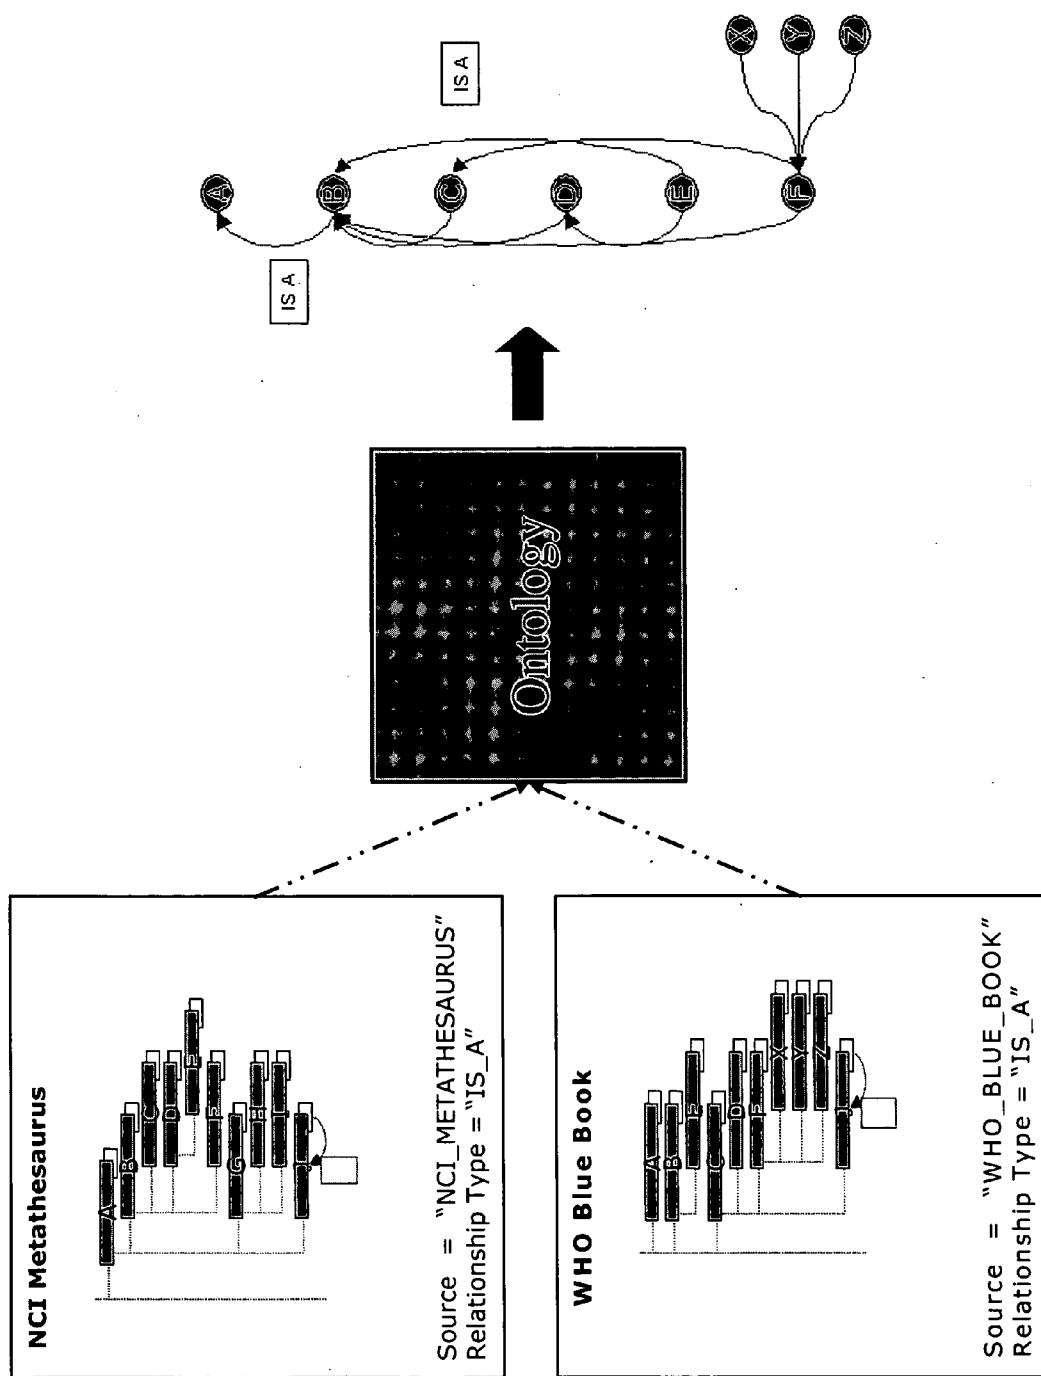 NCI Metathesaurus
A
B
C
D
F
G
Source = "NCI_METATHESAURUS"
Relationship Type = "IS_A"
WHO Blue Book
A
B
E
C
D
F
X
Y
Z
Source = "WHO_BLUE_BOOK"
Relationship Type = "IS_A"
Ontology
IS A
IS A
A
B
C
D
E
F
X
Y
Z